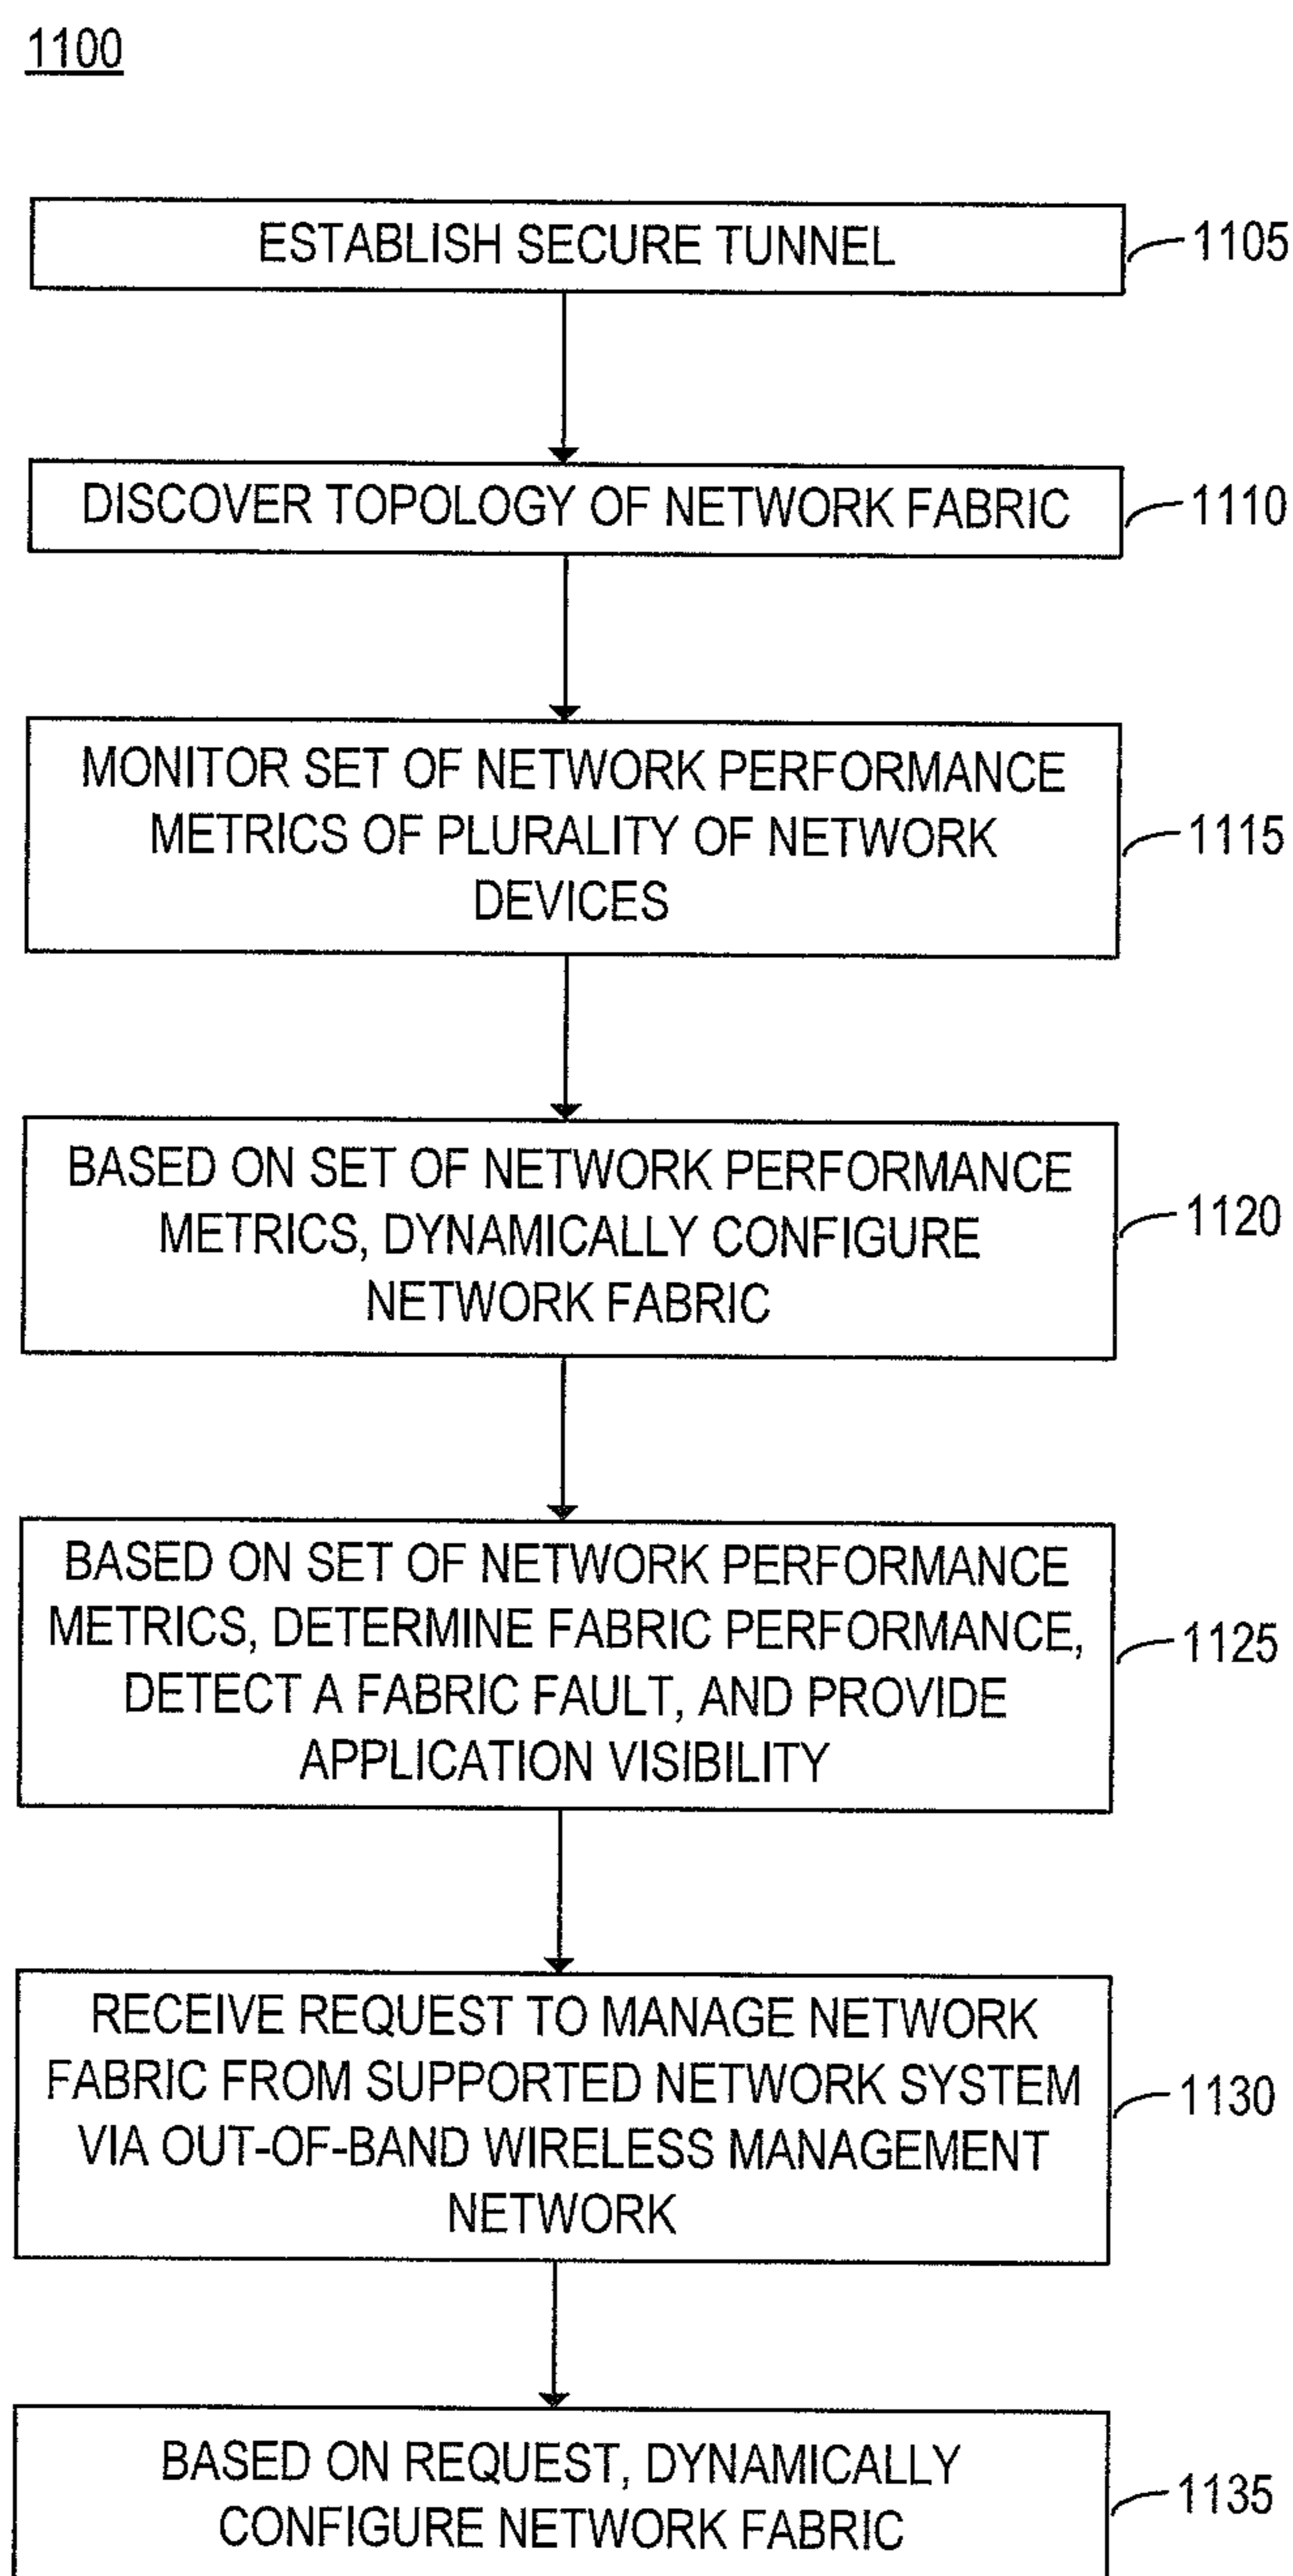 1100
ESTABLISH SECURE TUNNEL
1105
DISCOVER TOPOLOGY OF NETWORK FABRIC
1110
MONITOR SET OF NETWORK PERFORMANCE
METRICS OF PLURALITY OF NETWORK
DEVICES
1115
BASED ON SET OF NETWORK PERFORMANCE
METRICS, DYNAMICALLY CONFIGURE
NETWORK FABRIC
1120
BASED ON SET OF NETWORK PERFORMANCE
METRICS, DETERMINE FABRIC PERFORMANCE,
DETECT A FABRIC FAULT, AND PROVIDE
APPLICATION VISIBILITY
1125
RECEIVE REQUEST TO MANAGE NETWORK
FABRIC FROM SUPPORTED NETWORK SYSTEM
VIA OUT-OF-BAND WIRELESS MANAGEMENT
NETWORK
1130
BASED ON REQUEST, DYNAMICALLY
CONFIGURE NETWORK FABRIC
1135